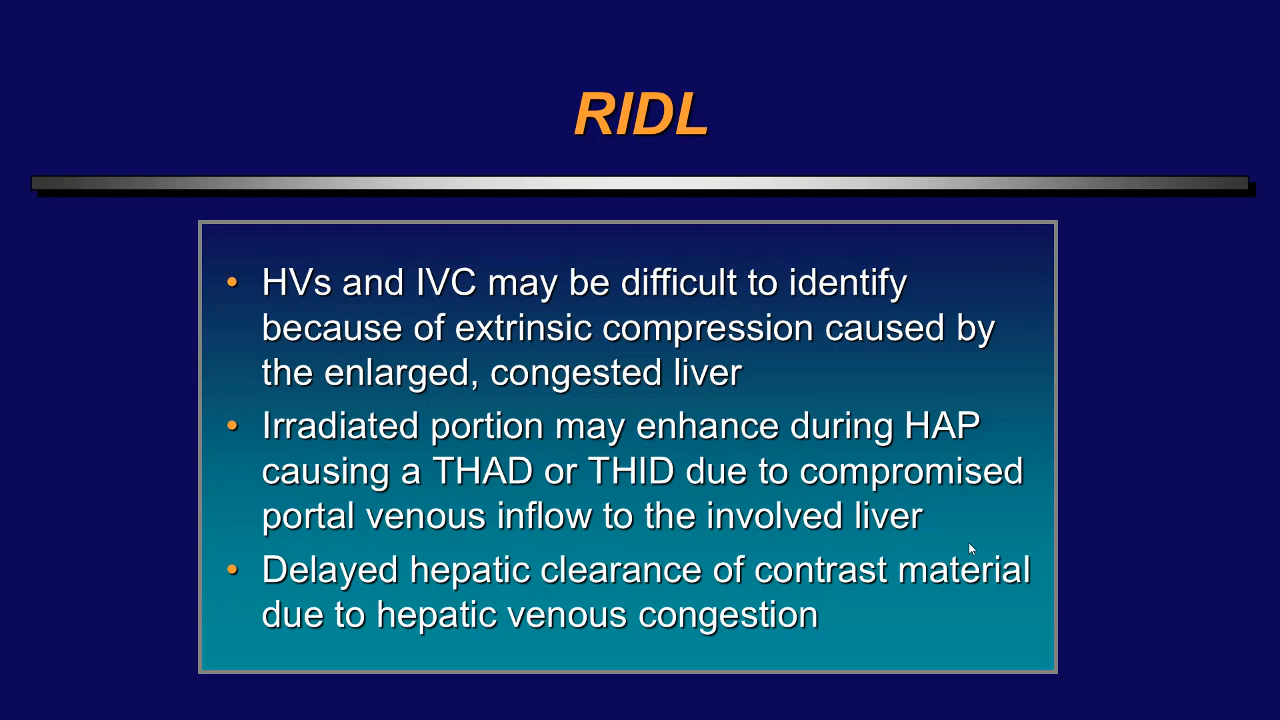 RIDL
• HVs and IVC may be difficult to identify
because of extrinsic compression caused by
the enlarged, congested liver
• Irradiated portion may enhance during HAP
causing a THAD or THID due to compromised
portal venous inflow to the involved liver
• Delayed hepatic clearance of contrast material
due to hepatic venous congestion